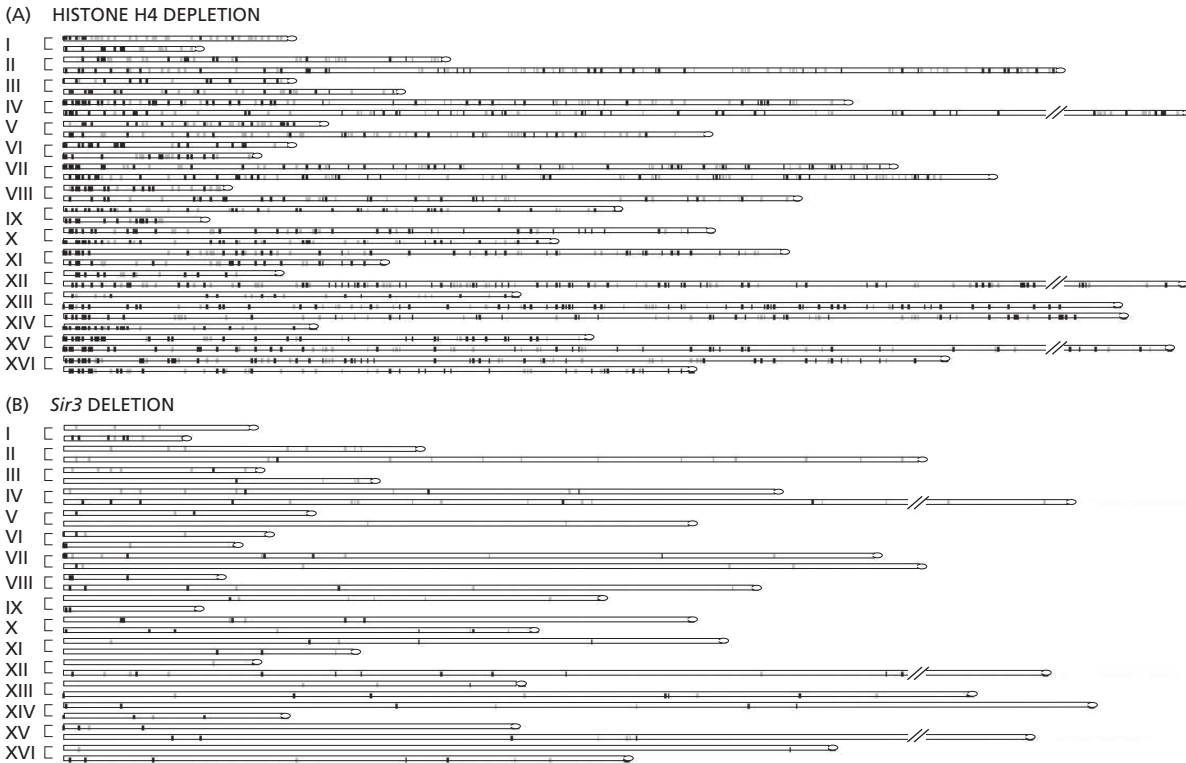 (A) HISTONE H4 DEPLETION
I
II
III
IV
V
VI
VII
VIII
IX
X
XI
XII
XIII
XIV
XV
XVI
(B) Sir3 DELETION
I
II
III
IV
V
VI
VII
VIII
IX
X
XI
XII
XIII
XIV
XV
XVI